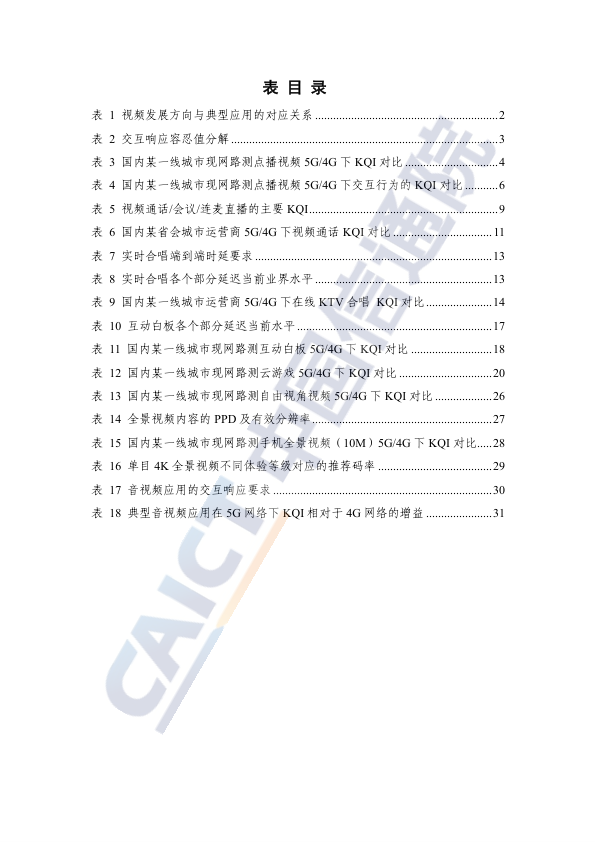 表 目 录
表 1 视频发展方向与典型应用的对应关系.............................................................2
表 2 交互响应容忍值分解.........................................................................................3
表 3 国内某一线城市现网路测点播视频 5G/4G 下 KQI 对比...............................4
表 4 国内某一线城市现网路测点播视频 5G/4G 下交互行为的 KQI 对比...........6
表 5 视频通话/会议/连麦直播的主要 KQI...............................................................9
表 6 国内某省会城市运营商 5G/4G 下视频通话 KQI 对比.................................11
表 7 实时合唱端到端时延要求...............................................................................13
表 8 实时合唱各个部分延迟当前业界水平...........................................................13
表 9 国内某一线城市运营商 5G/4G 下在线 KTV 合唱 KQI 对比......................14
表 10 互动白板各个部分延迟当前水平.................................................................17
表 11 国内某一线城市现网路测互动白板 5G/4G 下 KQI 对比...........................18
表 12 国内某一线城市现网路测云游戏 5G/4G 下 KQI 对比...............................20
表 13 国内某一线城市现网路测自由视角视频 5G/4G 下 KQI 对比...................26
表 14 全景视频内容的 PPD 及有效分辨率............................................................27
表 15 国内某一线城市现网路测手机全景视频（10M）5G/4G 下 KQI 对比.....28
表 16 单目 4K 全景视频不同体验等级对应的推荐码率......................................29
表 17 音视频应用的交互响应要求.........................................................................30
表 18 典型音视频应用在 5G 网络下 KQI 相对于 4G 网络的增益......................31
CAICT 中国信通院